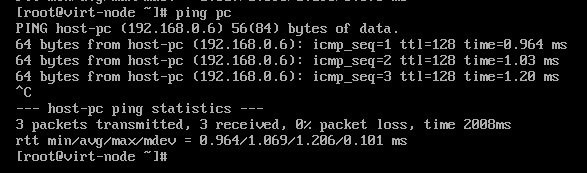 [root@virt-node ~]# ping pc
PING host-pc (192.168.0.6) 56(84) bytes of data.
64 bytes from host-pc (192.168.0.6): icmp_seq=1 ttl=128 time=0.964 ms
64 bytes from host-pc (192.168.0.6): icmp_seq=2 ttl=128 time=1.03 ms
64 bytes from host-pc (192.168.0.6): icmp_seq=3 ttl=128 time=1.20 ms
^C
--- host-pc ping statistics ---
3 packets transmitted, 3 received, 0% packet loss, time 2008ms
rtt min/avg/max/mdev = 0.964/1.069/1.206/0.101 ms
[root@virt-node ~]#